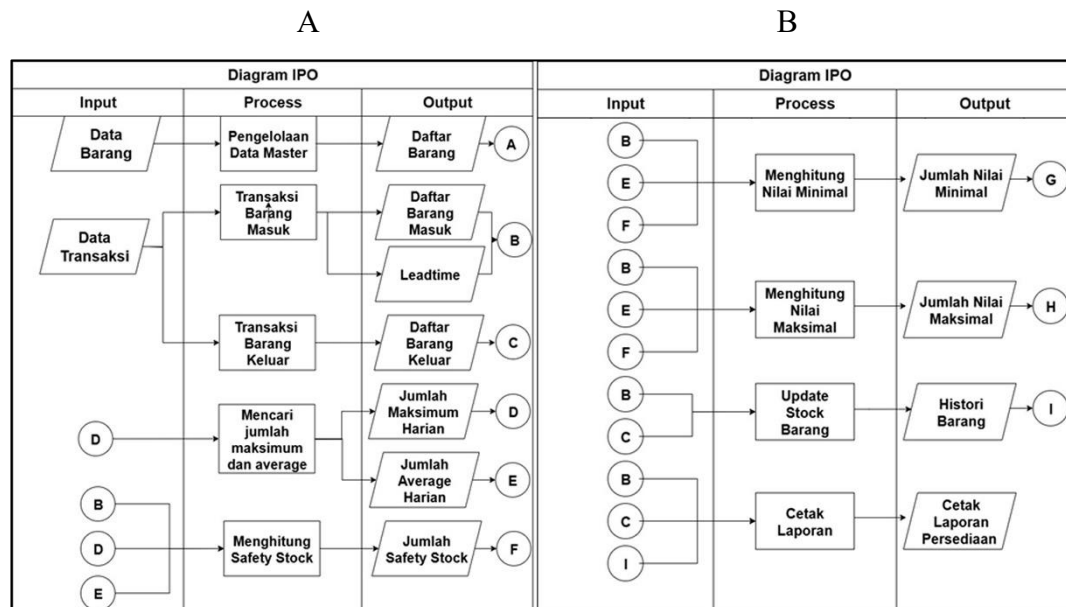 A
B
Diagram IPO
Input
Process
Output
Data
Barang
Pengelolaan
Data Master
Daftar
Barang
A
Data
Transaksi
Transaksi
Barang
Masuk
Daftar
Barang
Masuk
Leadtime
B
Transaksi
Barang
Keluar
Daftar
Barang
Keluar
C
D
Mencari
jumlah
maksimum
dan average
Jumlah
Maksimum
Harian
D
Jumlah
Average
Harian
E
B
D
E
Menghitung
Safety Stock
Jumlah
Safety Stock
F
Diagram IPO
Input
Process
Output
B
E
F
Menghitung
Nilai Minimal
Jumlah Nilai
Minimal
G
B
E
F
Menghitung
Nilai
Maksimal
Jumlah Nilai
Maksimal
H
B
C
Update
Stock
Barang
Histori
Barang
I
B
C
I
Cetak
Laporan
Cetak
Laporan
Persediaan